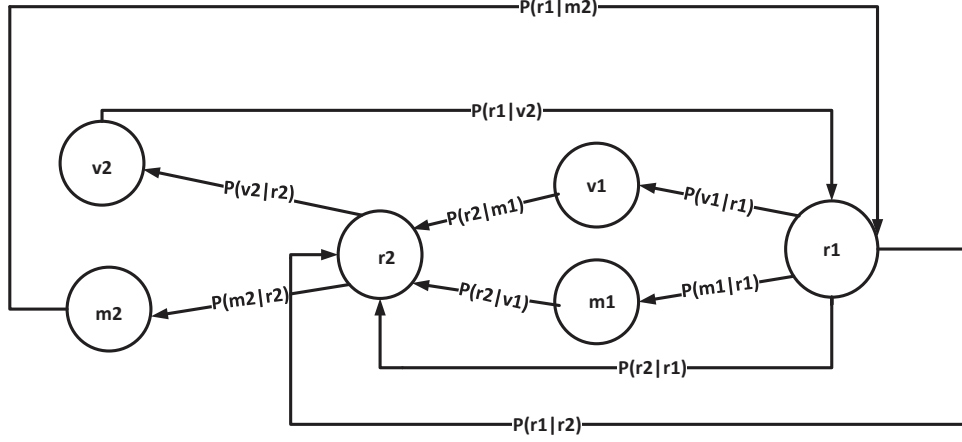 P(r1|m2)
P(r1|v2)
v2
P(v2|r2)
v1
P(v1|r1)
P(r2|m1)
r2
r1
m2
P(m2|r2)
P(r2|v1)
m1
P(m1|r1)
P(r2|r1)
P(r1|r2)